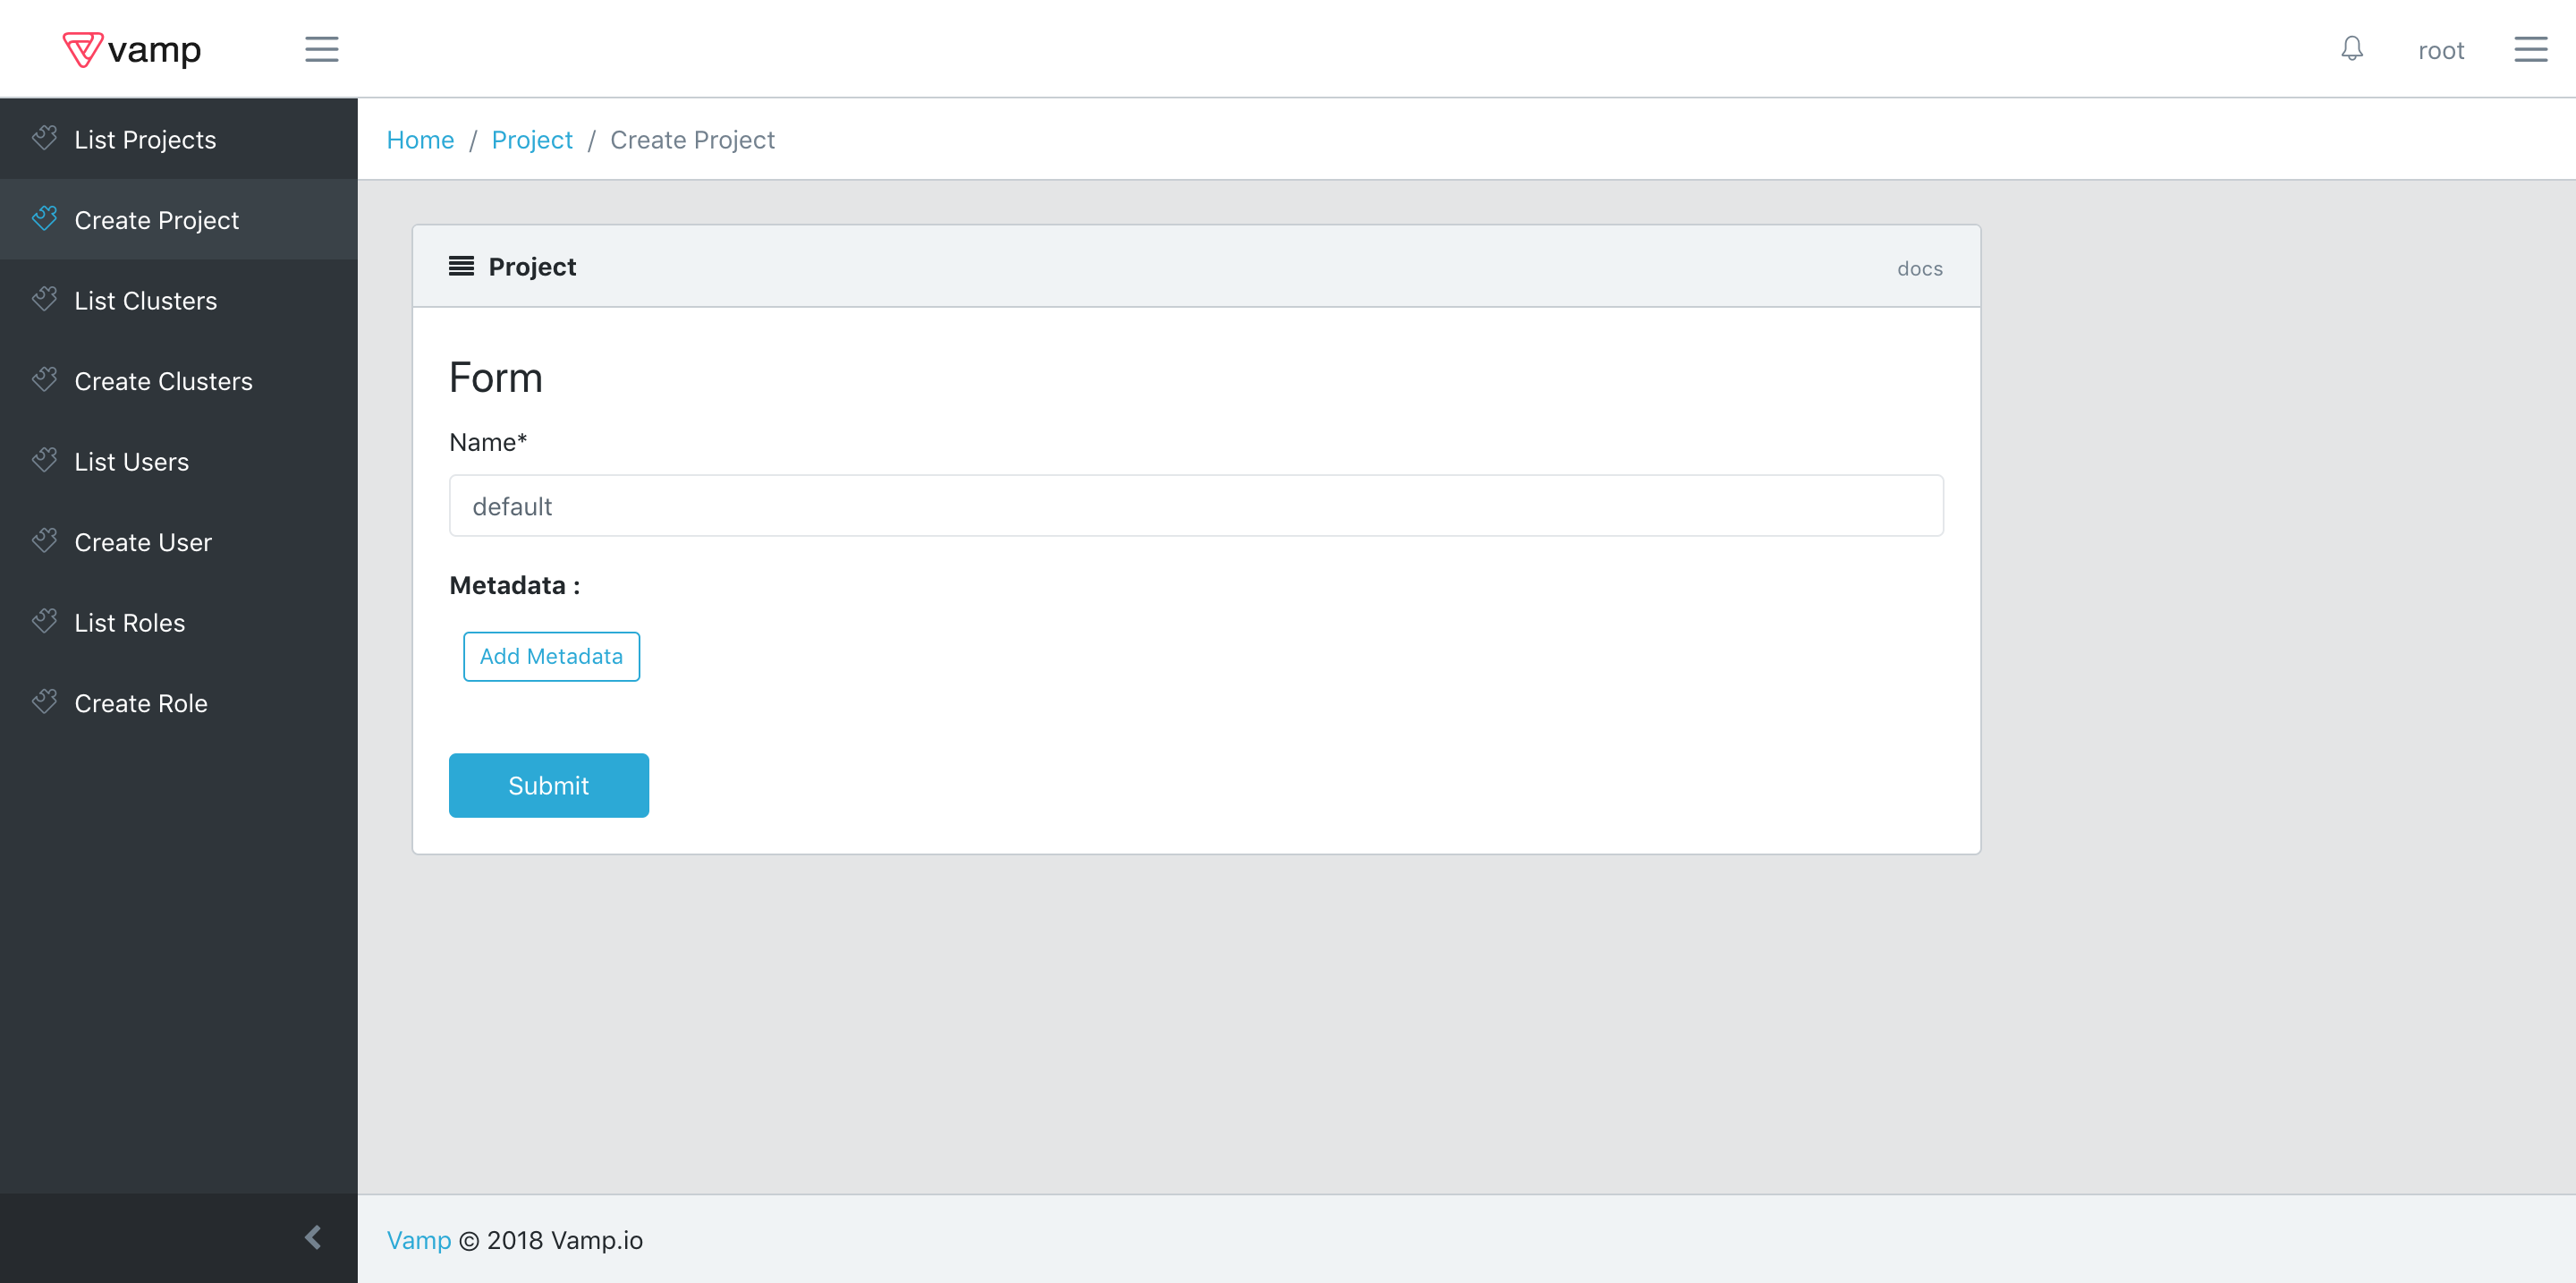 vamp
root
List Projects
Create Project
List Clusters
Create Clusters
List Users
Create User
List Roles
Create Role
Home / Project / Create Project
Project
docs
Form
Name*
default
Metadata :
Add Metadata
Submit
Vamp © 2018 Vamp.io